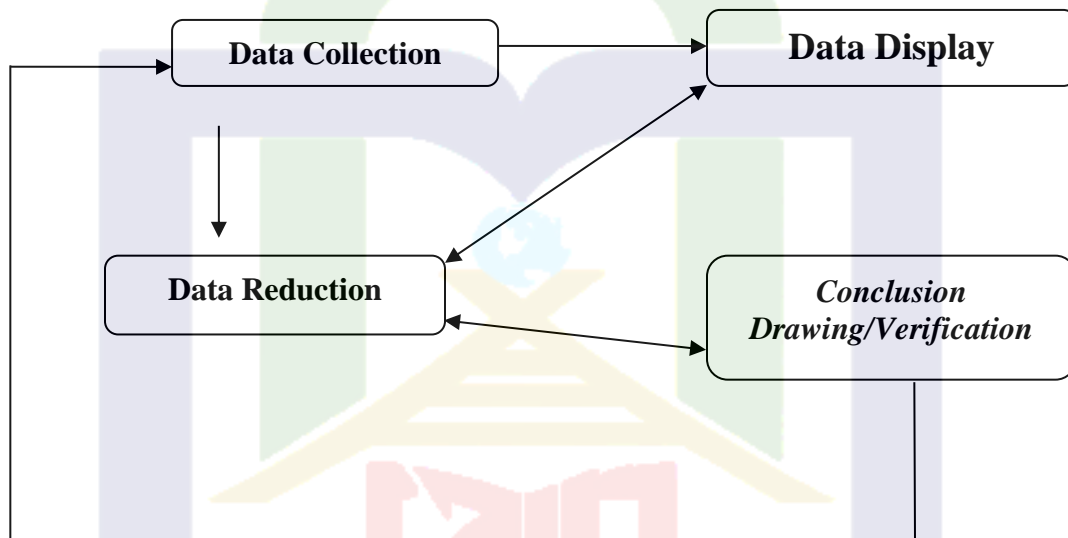 Data Collection
Data Display
Data Reduction
Conclusion
Drawing/Verification